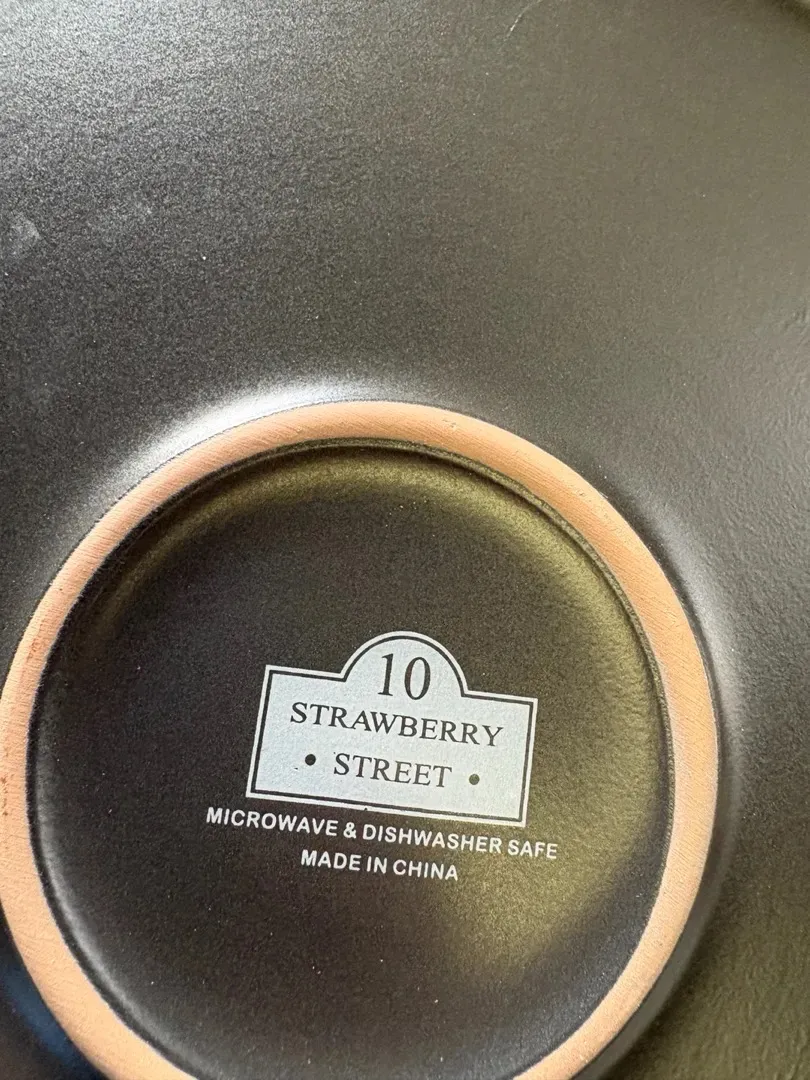 10
STRAWBERRY
• STREET •
MICROWAVE & DISHWASHER SAFE
MADE IN CHINA